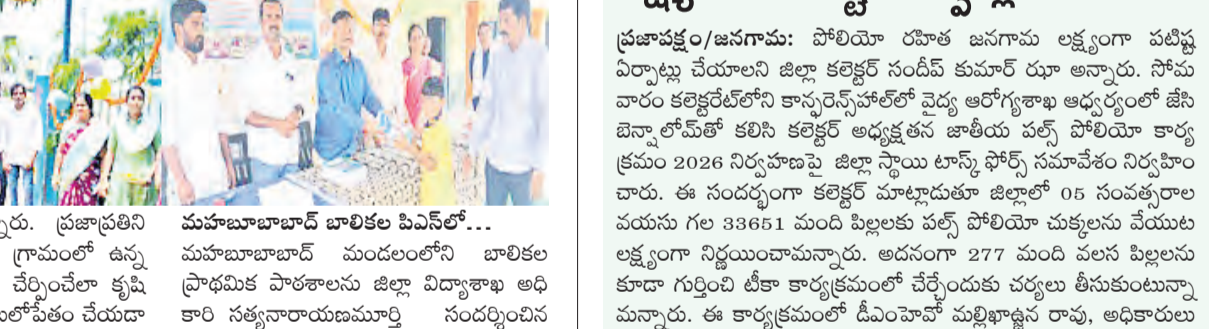 న్నారు. ప్రజాప్రతిని
గ్రామంలో ఉన్న
చేర్పించేలా కృషి
చేయడా
మహబూబాబాద్ బాలికల పిఎస్‌లో...
మహబూబాబాద్ మండలంలోని బాలికల
ప్రాథమిక పాఠశాలను జిల్లా విద్యాశాఖ అధి
కారి సత్యనారాయణమూర్తి సందర్శించిన
ప్రజాపక్షం/జనగామ: పోలియో రహిత జనగామ లక్ష్యంగా పటిష్ట
ఏర్పాట్లు చేయాలని జిల్లా కలెక్టర్ సందీప్ కుమార్ ఝా అన్నారు. సోమ
వారం కలెక్టరేట్‌లోని కాన్ఫరెన్స్‌హాల్‌లో వైద్య ఆరోగ్యశాఖ ఆధ్వర్యంలో జేసి
బెన్షాలోమ్‌తో కలిసి కలెక్టర్ అధ్యక్షతన జాతీయ పల్స్ పోలియో కార్య
క్రమం 2026 నిర్వహణపై జిల్లా స్థాయి టాస్క్ ఫోర్స్ సమావేశం నిర్వహిం
చారు. ఈ సందర్భంగా కలెక్టర్ మాట్లాడుతూ జిల్లాలో 05 సంవత్సరాల
వయసు గల 33651 మంది పిల్లలకు పల్స్ పోలియో చుక్కలను వేయుట
లక్ష్యంగా నిర్ణయించామన్నారు. అదనంగా 277 మంది వలస పిల్లలను
కూడా గుర్తించి టీకా కార్యక్రమంలో చేర్చేందుకు చర్యలు తీసుకుంటున్నా
మన్నారు. ఈ కార్యక్రమంలో డీఎంహెవో మల్లిఖార్జున రావు, అధికారులు